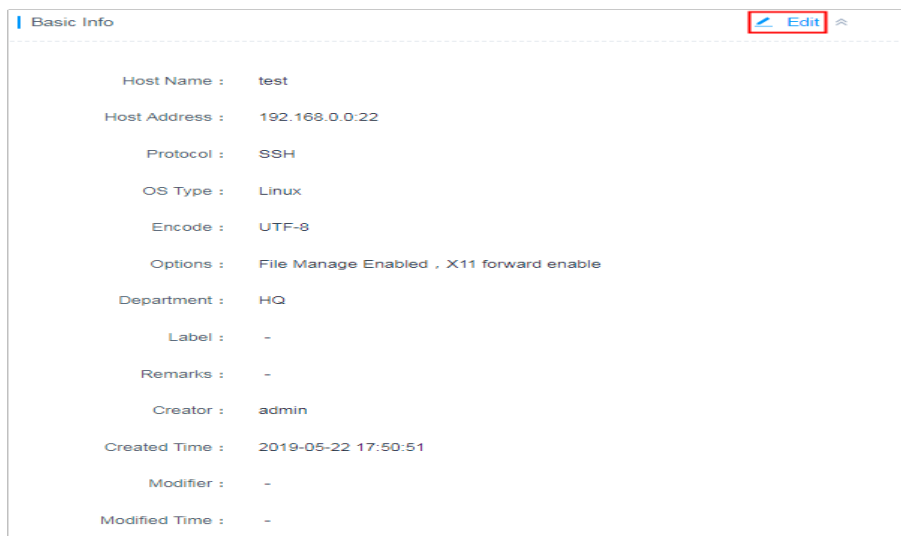 Basic Info Edit
Host Name : test
Host Address : 192.168.0.0:22
Protocol : SSH
OS Type : Linux
Encode : UTF-8
Options : File Manage Enabled , X11 forward enable
Department : HQ
Label : -
Remarks : -
Creator : admin
Created Time : 2019-05-22 17:50:51
Modifier : -
Modified Time : -